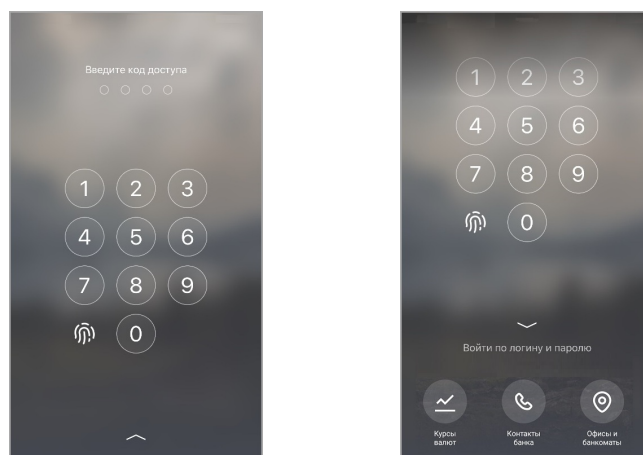 Введите код доступа
1 2 3
4 5 6
7 8 9
0
1 2 3
4 5 6
7 8 9
0
Войти по логину и паролю
Курсы
валют
Контакты
банка
Офисы и
банкоматы